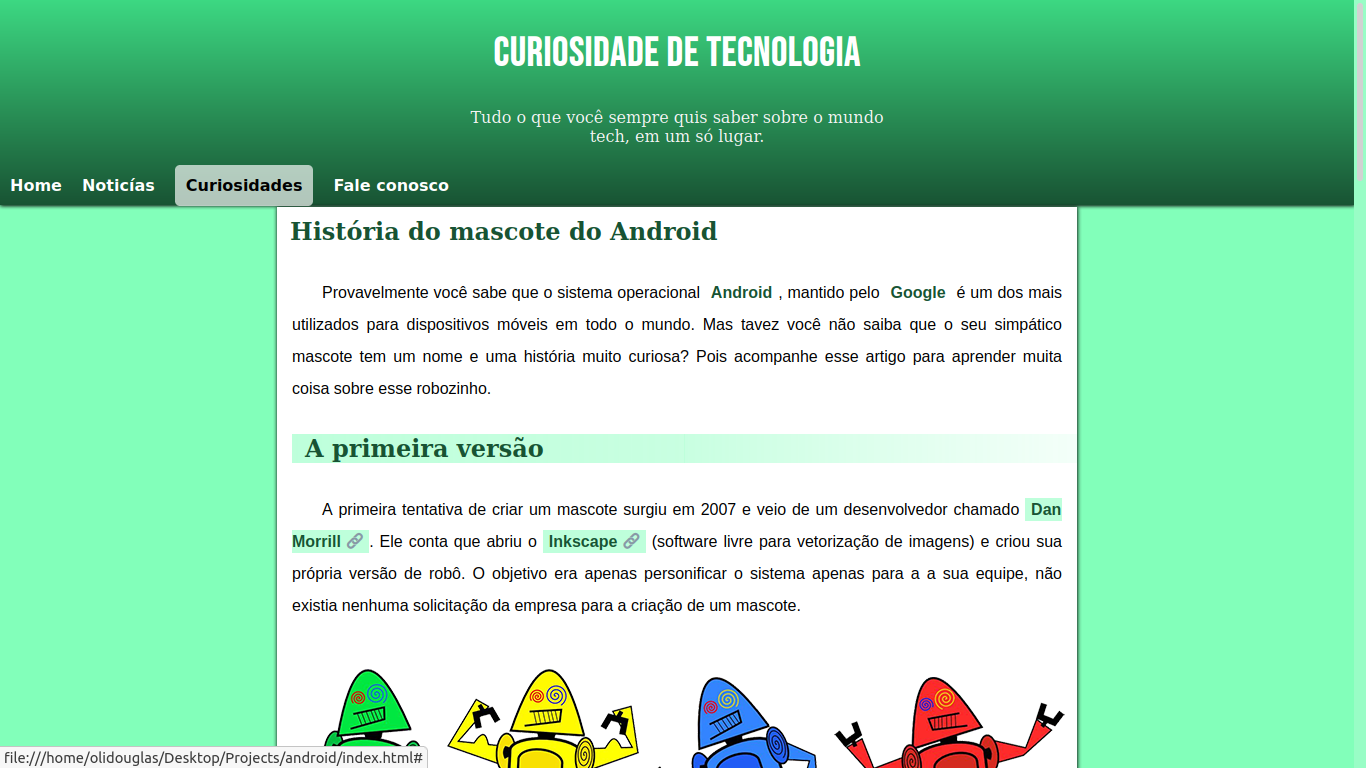 CURIOSIDADE DE TECNOLOGIA
Tudo o que você sempre quis saber sobre o mundo
tech, em um só lugar.
Home Noticías Curiosidades Fale conosco
História do mascote do Android
Provavelmente você sabe que o sistema operacional Android , mantido pelo Google é um dos mais
utilizados para dispositivos móveis em todo o mundo. Mas tavez você não saiba que o seu simpático
mascote tem um nome e uma história muito curiosa? Pois acompanhe esse artigo para aprender muita
coisa sobre esse robozinho.
A primeira versão
A primeira tentativa de criar um mascote surgiu em 2007 e veio de um desenvolvedor chamado Dan
Morrill 🔗 . Ele conta que abriu o Inkscape 🔗 (software livre para vetorização de imagens) e criou sua
própria versão de robô. O objetivo era apenas personificar o sistema apenas para a a sua equipe, não
existia nenhuma solicitação da empresa para a criação de um mascote.
file:///home/olidouglas/Desktop/Projects/android/index.html#